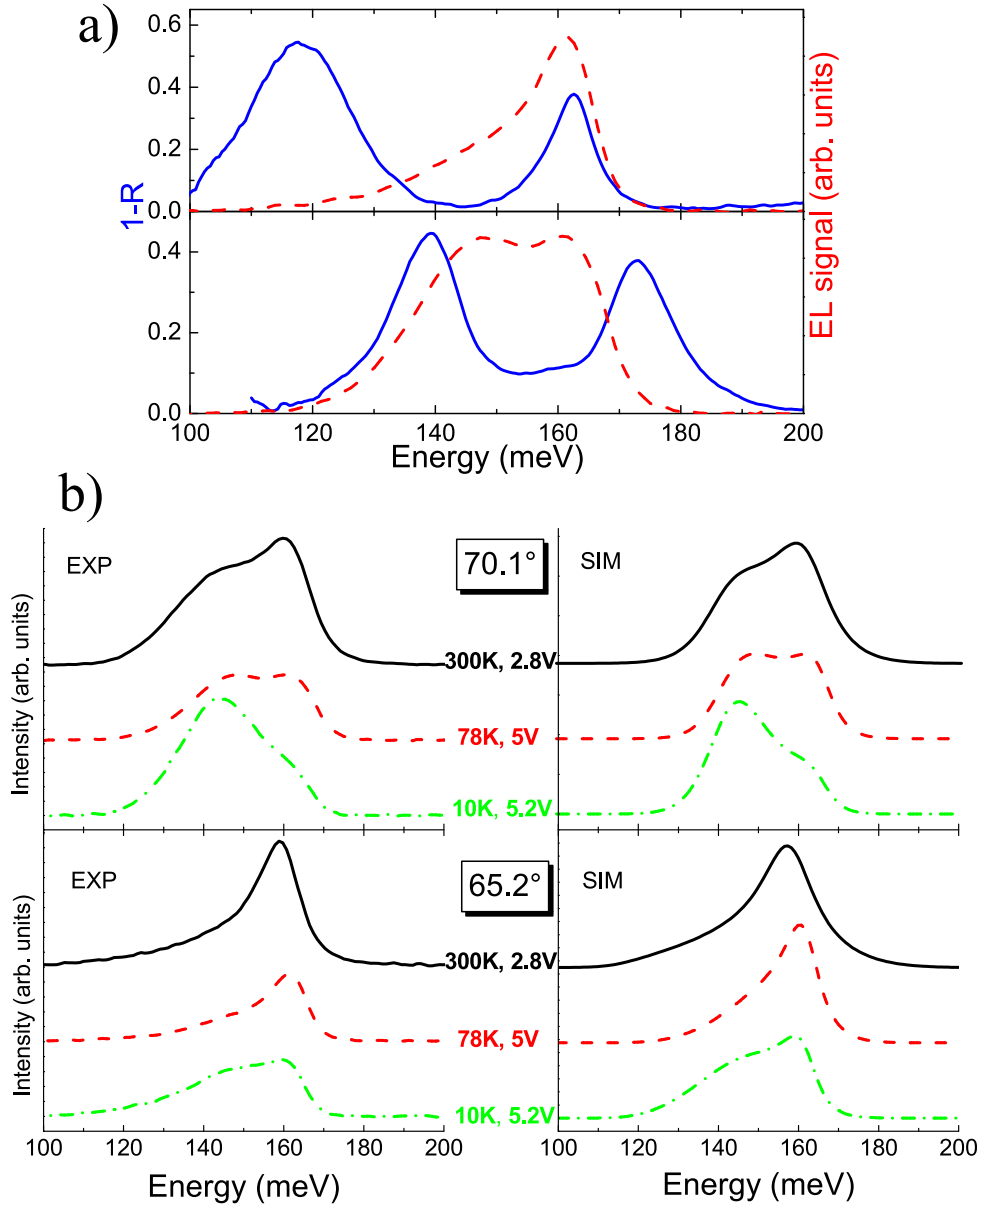 a)
0.6
0.4
0.2
0.0
1-R
EL signal (arb. units)
0.4
0.2
0.0
100 120 140 160 180 200
Energy (meV)
b)
EXP
70.1°
SIM
Intensity (arb. units)
300K, 2.8V
78K, 5V
10K, 5.2V
EXP
65.2°
SIM
Intensity (arb. units)
300K, 2.8V
78K, 5V
10K, 5.2V
100 120 140 160 180 200
100 120 140 160 180 200
Energy (meV)
Energy (meV)